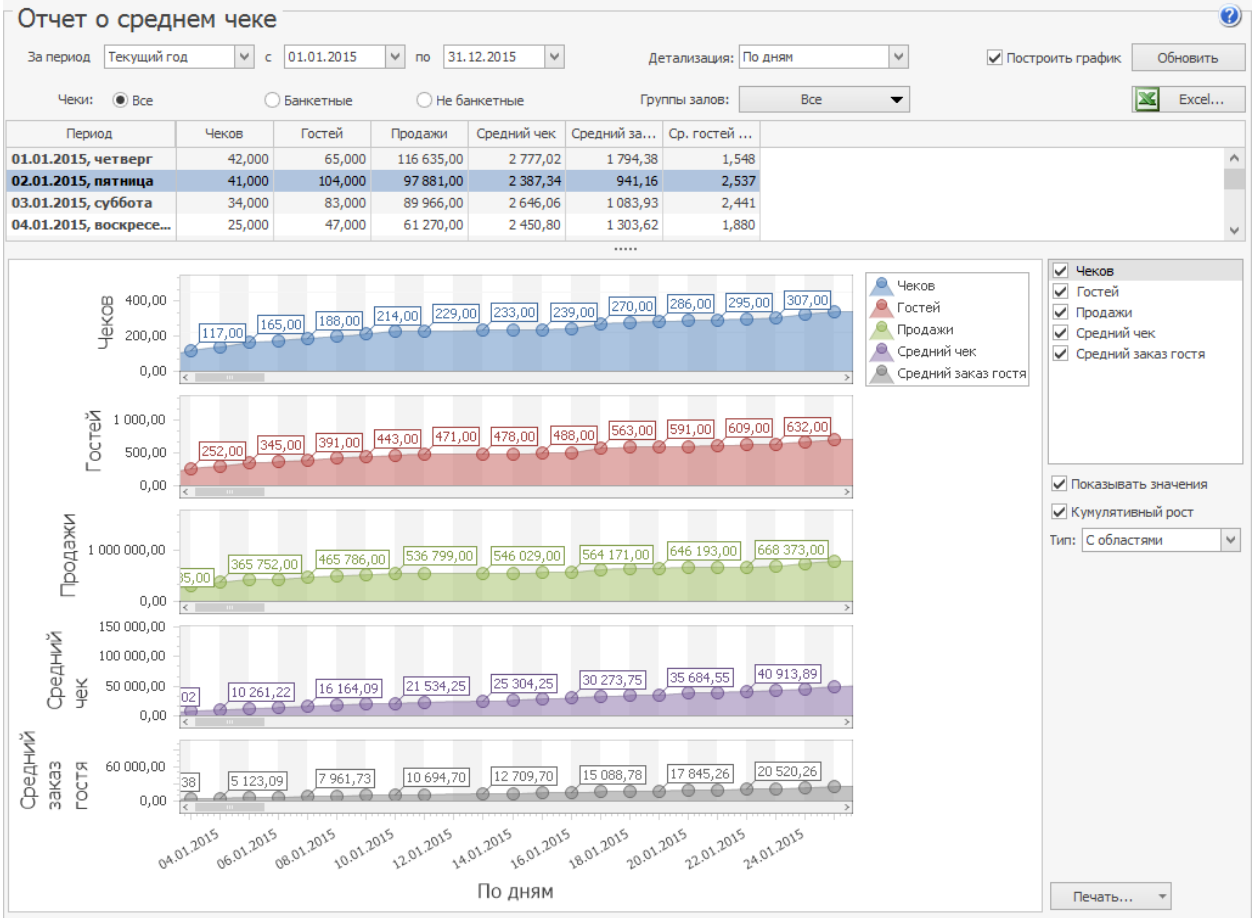 Отчет о среднем чеке
За период Текущий год с 01.01.2015 по 31.12.2015 Детализация: По дням Построить график Обновить
Чеки: Все Банкетные Не банкетные Группы залов: Все Excel...
Период Чеков Гостей Продажи Средний чек Средний за... Ср. гостей ...
01.01.2015, четверг 42,000 65,000 116 635,00 2 777,02 1 794,38 1,548
02.01.2015, пятница 41,000 104,000 97 881,00 2 387,34 941,16 2,537
03.01.2015, суббота 34,000 83,000 89 966,00 2 646,06 1 083,93 2,441
04.01.2015, воскресе... 25,000 47,000 61 270,00 2 450,80 1 303,62 1,880
Чеков
400,00
200,00
0,00
117,00 165,00 188,00 214,00 229,00 233,00 239,00 270,00 286,00 295,00 307,00
Гостей
1 000,00
500,00
0,00
252,00 345,00 391,00 443,00 471,00 478,00 488,00 563,00 591,00 609,00 632,00
Продажи
1 000 000,00
0,00
35,00 365 752,00 465 786,00 536 799,00 546 029,00 564 171,00 646 193,00 668 373,00
Средний
чек
150 000,00
100 000,00
50 000,00
0,00
02 10 261,22 16 164,09 21 534,25 25 304,25 30 273,75 35 684,55 40 913,89
Средний
заказ
гостя
60 000,00
0,00
38 5 123,09 7 961,73 10 694,70 12 709,70 15 088,78 17 845,26 20 520,26
04.01.2015 06.01.2015 08.01.2015 10.01.2015 12.01.2015 14.01.2015 16.01.2015 18.01.2015 20.01.2015 22.01.2015 24.01.2015
По дням
Чеков
Гостей
Продажи
Средний чек
Средний заказ гостя
Чеков
Гостей
Продажи
Средний чек
Средний заказ гостя
Показывать значения
Кумулятивный рост
Тип: С областями
Печать...